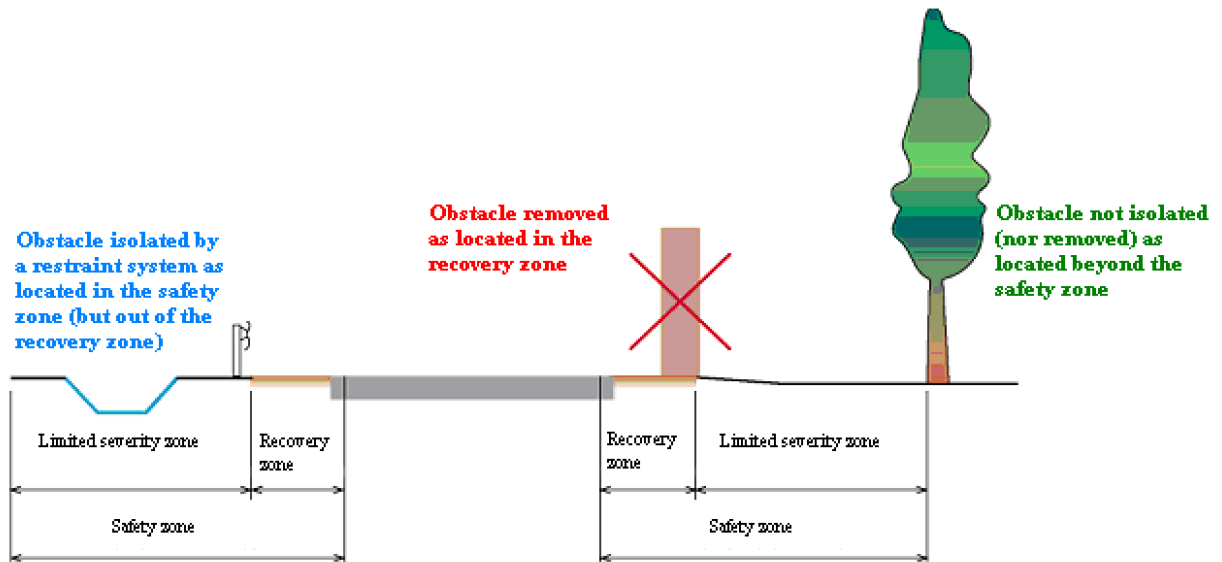 Obstacle isolated by
a restraint system as
located in the safety
zone (but out of the
recovery zone)
Obstacle removed
as located in the
recovery zone
Obstacle not isolated
(nor removed) as
located beyond the
safety zone
Limited severity zone
Recovery
zone
Recovery
zone
Limited severity zone
Safety zone
Safety zone